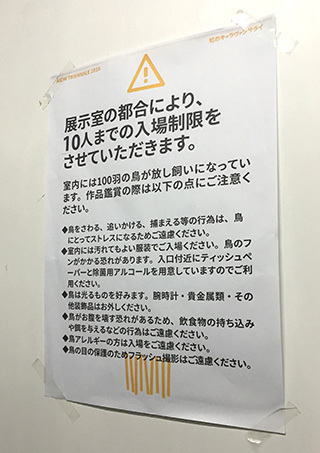 虹のキャラヴァンサライ
展示室の都合により、
10人までの入場制限を
させていただきます。
室内には100羽の鳥が放し飼いになってい
ます。作品鑑賞の際は以下の点にご注意く
ださい。
◆鳥をさわる、追いかける、捕まえる等の行為は、鳥
にとってストレスになるためご遠慮ください。
◆室内には汚れてもよい服装でご入場ください。鳥のフ
ンがかかる恐れがあります。入口付近にティッシュペ
ーパーと除菌用アルコールを用意していますのでご利
用ください。
◆鳥は光るものを好みます。腕時計・貴金属類・その
他装飾品はお外しください。
◆鳥がお腹を壊す恐れがあるため、飲食物の持ち込み
や餌を与えるなどの行為はご遠慮ください。
◆鳥アレルギーの方は入場をご遠慮ください。
◆鳥の目の保護のためフラッシュ撮影はご遠慮ください。